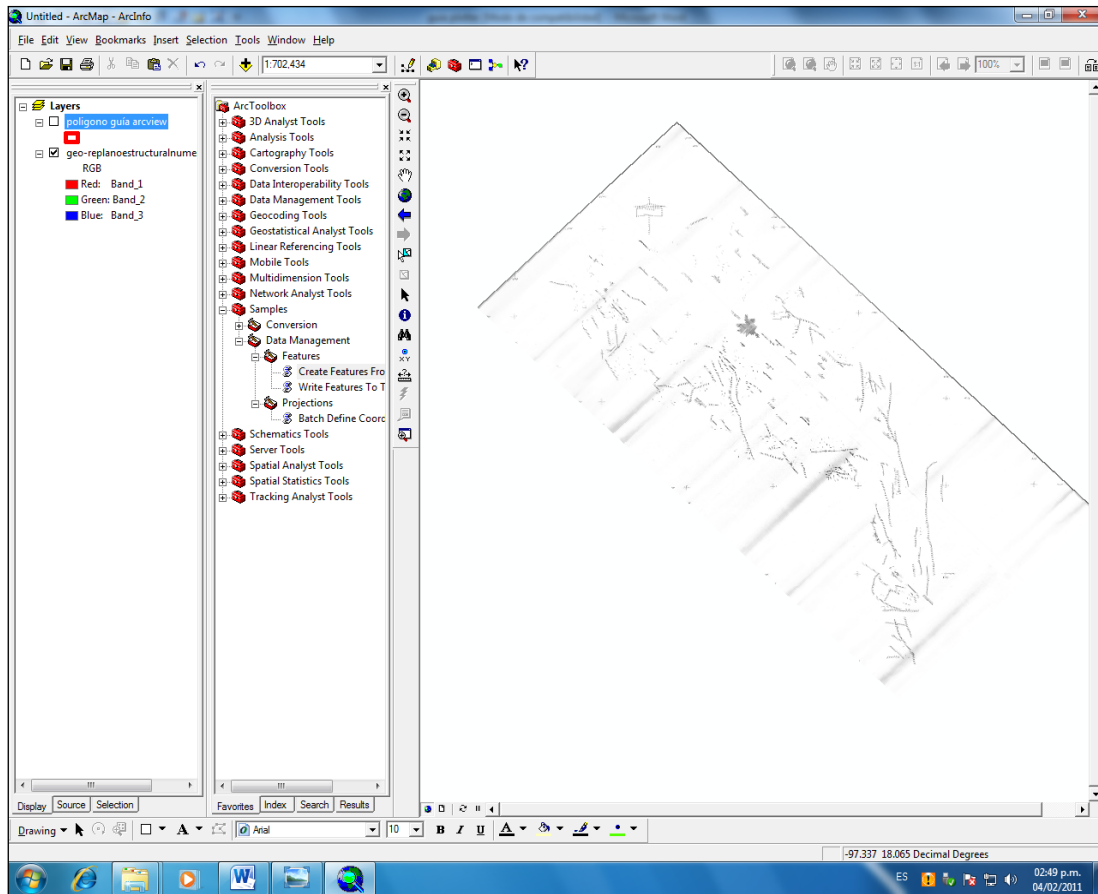 Untitled - ArcMap - ArcInfo
File Edit View Bookmarks Insert Selection Tools Window Help
1:702,434
100%
Layers
poligono guía arcview
geo-replanoestructuralnume
RGB
Red: Band_1
Green: Band_2
Blue: Band_3
Display Source Selection
ArcToolbox
3D Analyst Tools
Analysis Tools
Cartography Tools
Conversion Tools
Data Interoperability Tools
Data Management Tools
Geocoding Tools
Geostatistical Analyst Tools
Linear Referencing Tools
Mobile Tools
Multidimension Tools
Network Analyst Tools
Samples
Conversion
Data Management
Features
Create Features Fro
Write Features To T
Projections
Batch Define Coord
Schematics Tools
Server Tools
Spatial Analyst Tools
Spatial Statistics Tools
Tracking Analyst Tools
Favorites Index Search Results
Drawing A Arial 10 B I U A
-97.337 18.065 Decimal Degrees
ES 02:49 p.m.
04/02/2011